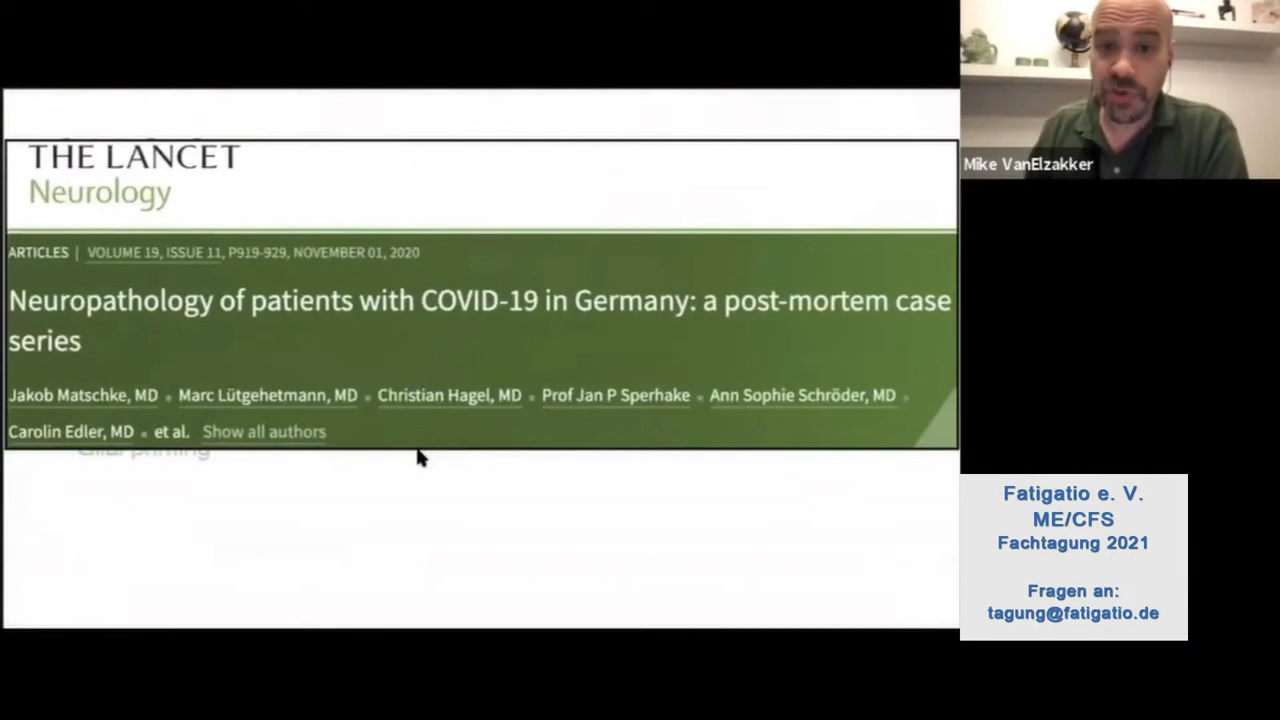 THE LANCET
Neurology
ARTICLES | VOLUME 19, ISSUE 11, P919-929, NOVEMBER 01, 2020
Neuropathology of patients with COVID-19 in Germany: a post-mortem case
series
Jakob Matschke, MD • Marc Lütgehetmann, MD • Christian Hagel, MD • Prof Jan P Sperhake • Ann Sophie Schröder, MD •
Carolin Edler, MD • et al. Show all authors
Glial priming
Mike VanElzakker
Fatigatio e. V.
ME/CFS
Fachtagung 2021
Fragen an:
tagung@fatigatio.de